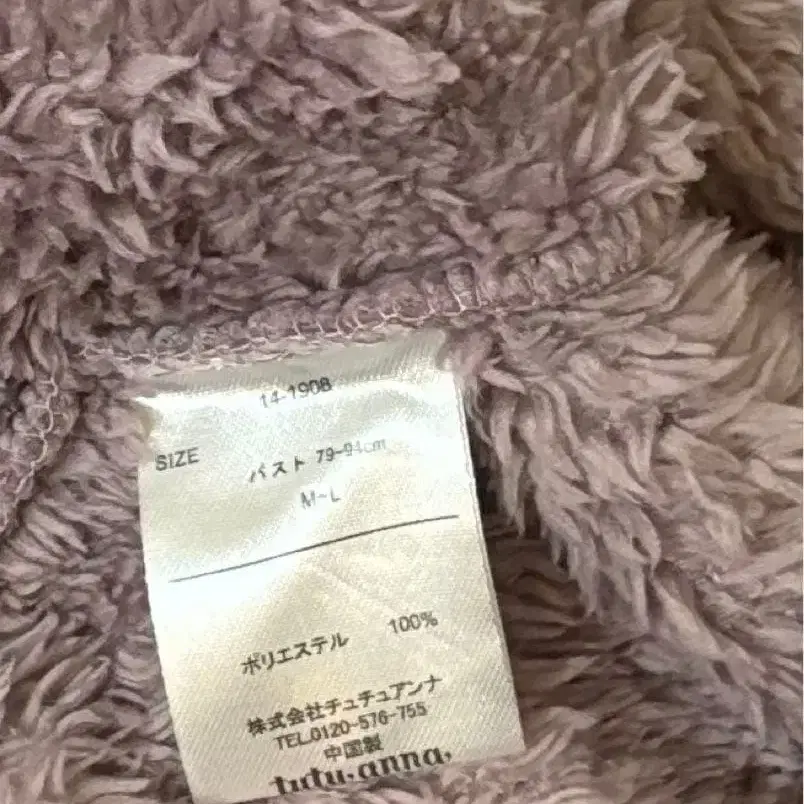 14-1908
SIZE
バスト 79-94cm
M~L
ポリエステル 100%
株式会社チュチュアンナ
TEL.0120-576-755
中国製
tutu.anna.